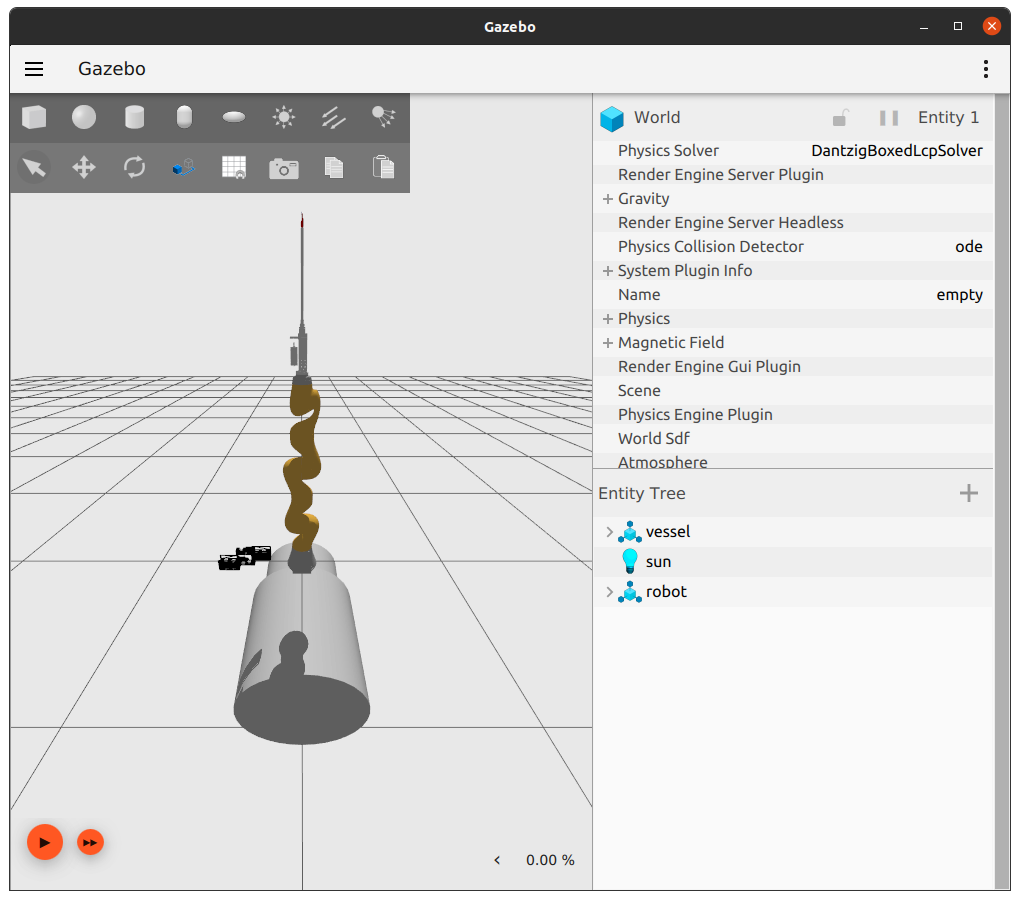 Gazebo
Gazebo
World
Entity 1
Physics Solver
DantzigBoxedLcpSolver
Render Engine Server Plugin
Gravity
Render Engine Server Headless
Physics Collision Detector
ode
System Plugin Info
Name
empty
Physics
Magnetic Field
Render Engine Gui Plugin
Scene
Physics Engine Plugin
World Sdf
Atmosphere
Entity Tree
vessel
sun
robot
0.00 %